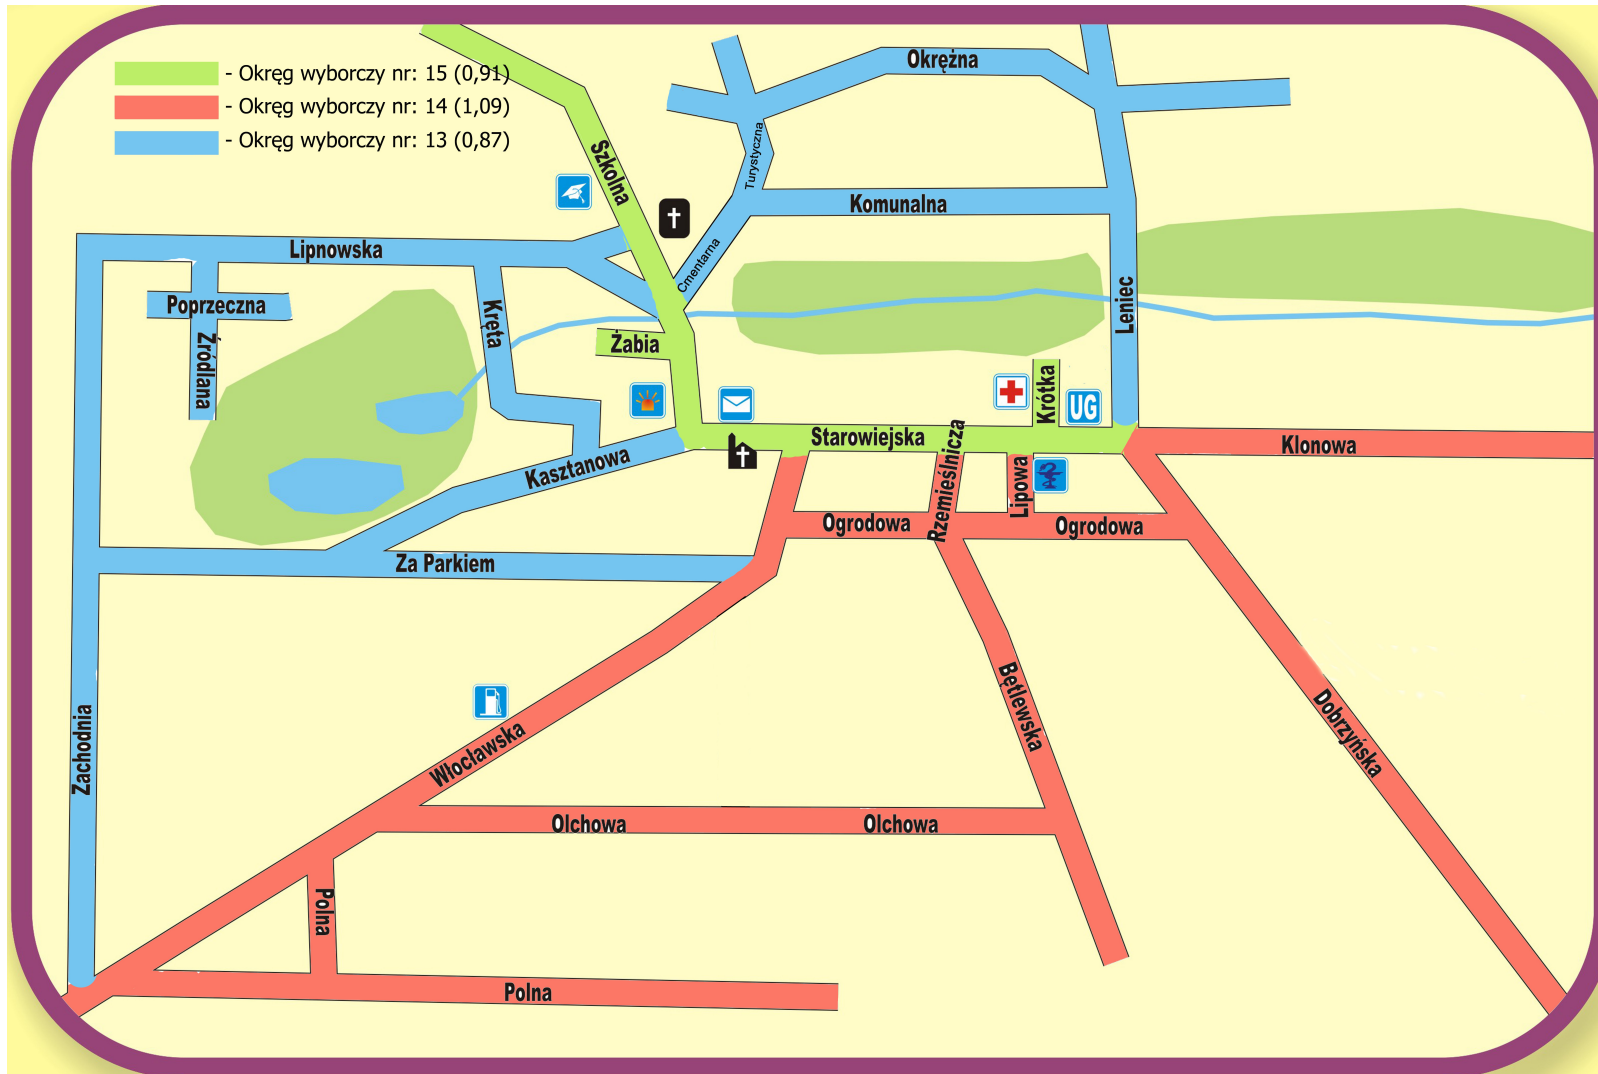 - Okręg wyborczy nr: 15 (0,91)
- Okręg wyborczy nr: 14 (1,09)
- Okręg wyborczy nr: 13 (0,87)
Okrężna
Szkolna
Turystyczna
Komunalna
Lipnowska
Cmentarna
Poprzeczna
Kręta
Leniec
Źródlana
Żabia
Krótka
UG
Starowiejska
Klonowa
Kasztanowa
Rzemieślnicza
Lipowa
Ogrodowa
Ogrodowa
Za Parkiem
Bętlewska
Dobrzyńska
Zachodnia
Włocławska
Olchowa
Olchowa
Polna
Polna